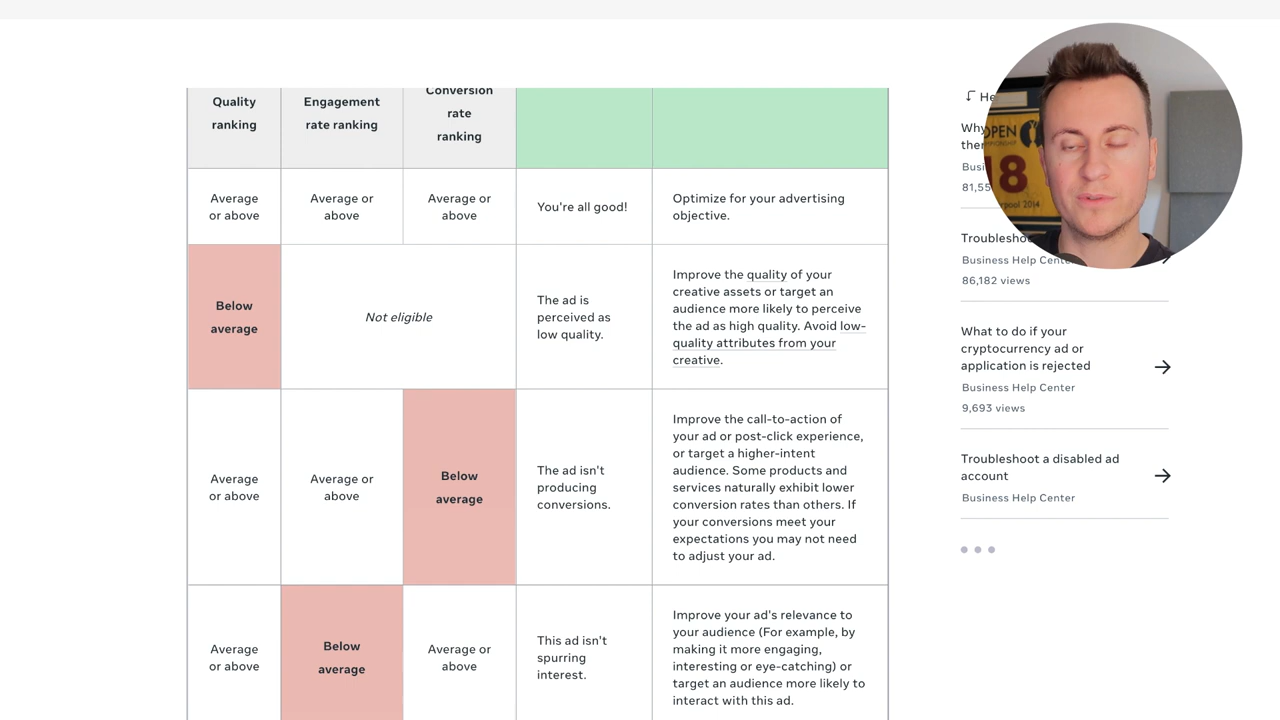 Quality
ranking
Engagement
rate ranking
Conversion
rate
ranking
Average
or above
Average or
above
Average or
above
You're all good!
Optimize for your advertising
objective.
Below
average
Not eligible
The ad is
perceived as
low quality.
Improve the quality of your
creative assets or target an
audience more likely to perceive
the ad as high quality. Avoid low-
quality attributes from your
creative.
Average
or above
Average or
above
Below
average
The ad isn't
producing
conversions.
Improve the call-to-action of
your ad or post-click experience,
or target a higher-intent
audience. Some products and
services naturally exhibit lower
conversion rates than others. If
your conversions meet your
expectations you may not need
to adjust your ad.
Average
or above
Below
average
Average or
above
This ad isn't
spurring
interest.
Improve your ad's relevance to
your audience (For example, by
making it more engaging,
interesting or eye-catching) or
target an audience more likely to
interact with this ad.
Why
86,182 views
What to do if your
cryptocurrency ad or
application is rejected
Business Help Center
9,693 views
Troubleshoot a disabled ad
account
Business Help Center
OPEN
18
2014